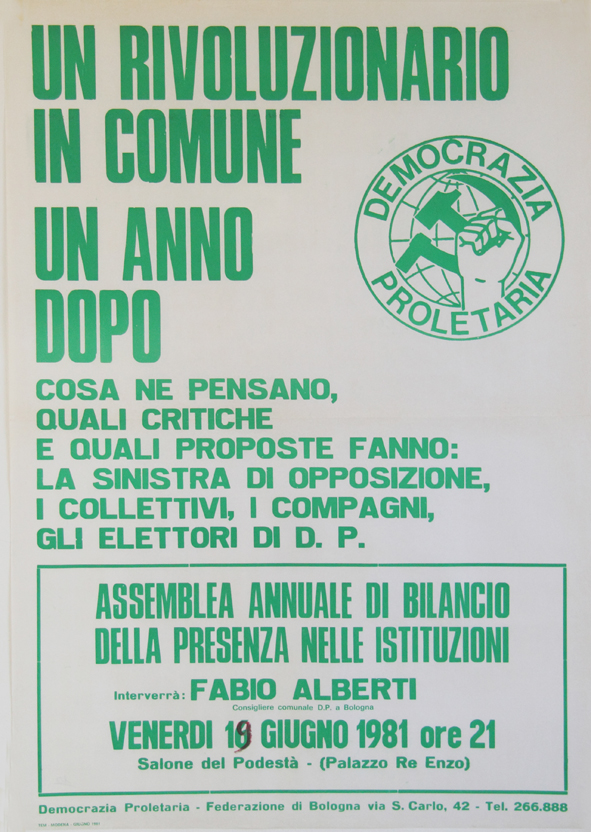 UN RIVOLUZIONARIO
IN COMUNE
UN ANNO
DOPO
DEMOCRAZIA
PROLETARIA
COSA NE PENSANO,
QUALI CRITICHE
E QUALI PROPOSTE FANNO:
LA SINISTRA DI OPPOSIZIONE,
I COLLETTIVI, I COMPAGNI,
GLI ELETTORI DI D. P.
ASSEMBLEA ANNUALE DI BILANCIO
DELLA PRESENZA NELLE ISTITUZIONI
Interverrà: FABIO ALBERTI
Consigliere comunale D.P. a Bologna
VENERDI 19 GIUGNO 1981 ore 21
Salone del Podestà - (Palazzo Re Enzo)
Democrazia Proletaria - Federazione di Bologna via S. Carlo, 42 - Tel. 266.888